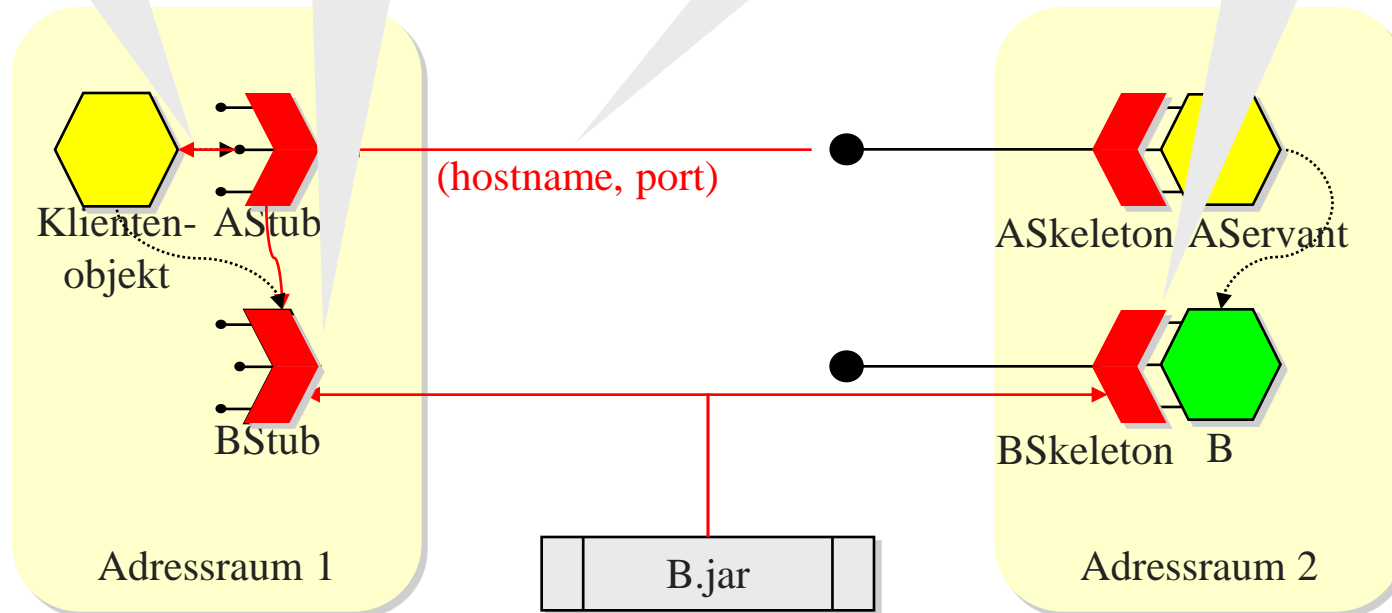 (hostname, port)
Klienten-
objekt
AStub
ASkeleton
AServant
BStub
BSkeleton
B
Adressraum 1
B.jar
Adressraum 2